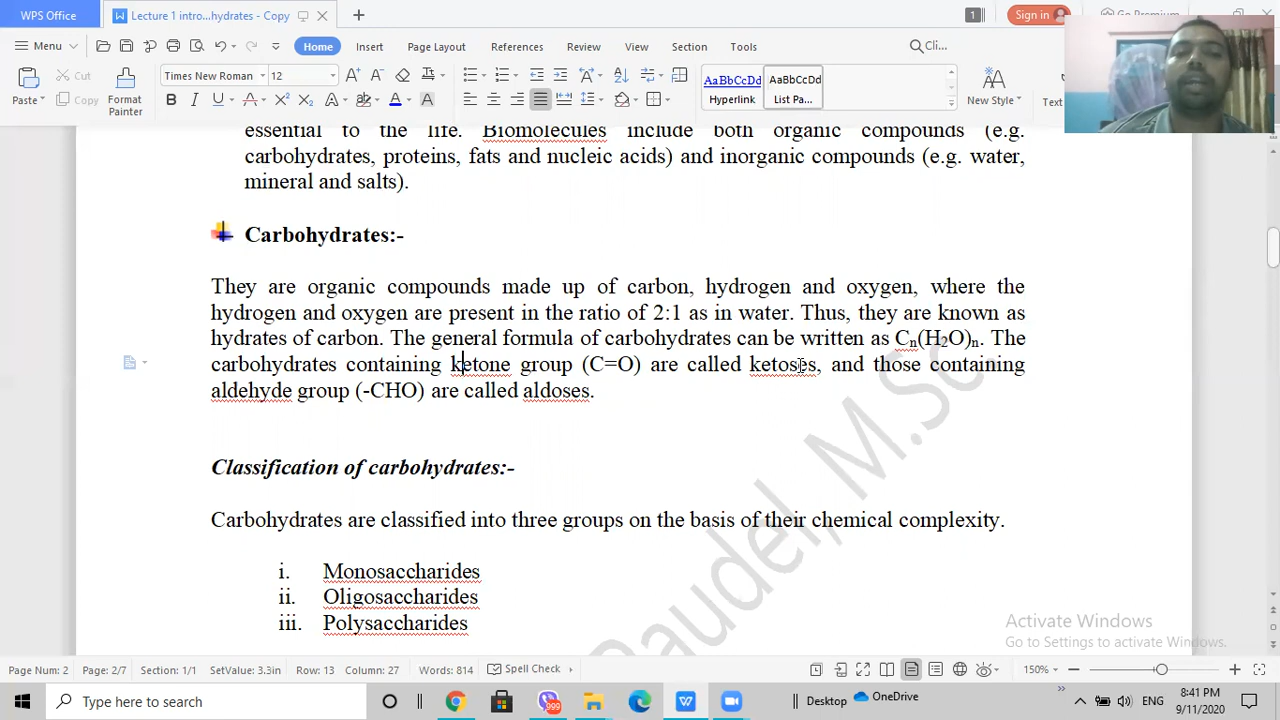 WPS Office
Lecture 1 intro...hydrates - Copy
1
Sign in
Go Premium
Menu
Home
Insert
Page Layout
References
Review
View
Section
Tools
Cli...
Paste
Cut
Copy
Format Painter
Times New Roman
12
AaBbCcDd
Hyperlink
AaBbCcDd
List Pa...
New Style
Text
essential to the life. Biomolecules include both organic compounds (e.g.
carbohydrates, proteins, fats and nucleic acids) and inorganic compounds (e.g. water,
mineral and salts).
Carbohydrates:-
They are organic compounds made up of carbon, hydrogen and oxygen, where the
hydrogen and oxygen are present in the ratio of 2:1 as in water. Thus, they are known as
hydrates of carbon. The general formula of carbohydrates can be written as Cₙ(H₂O)ₙ. The
carbohydrates containing ketone group (C=O) are called ketoses, and those containing
aldehyde group (-CHO) are called aldoses.
Classification of carbohydrates:-
Carbohydrates are classified into three groups on the basis of their chemical complexity.
i. Monosaccharides
ii. Oligosaccharides
iii. Polysaccharides
Paudel, M.Sc
Activate Windows
Go to Settings to activate Windows.
Page Num: 2
Page: 2/7
Section: 1/1
SetValue: 3.3in
Row: 13
Column: 27
Words: 814
Spell Check
150%
Type here to search
999
Desktop
OneDrive
8:41 PM
9/11/2020